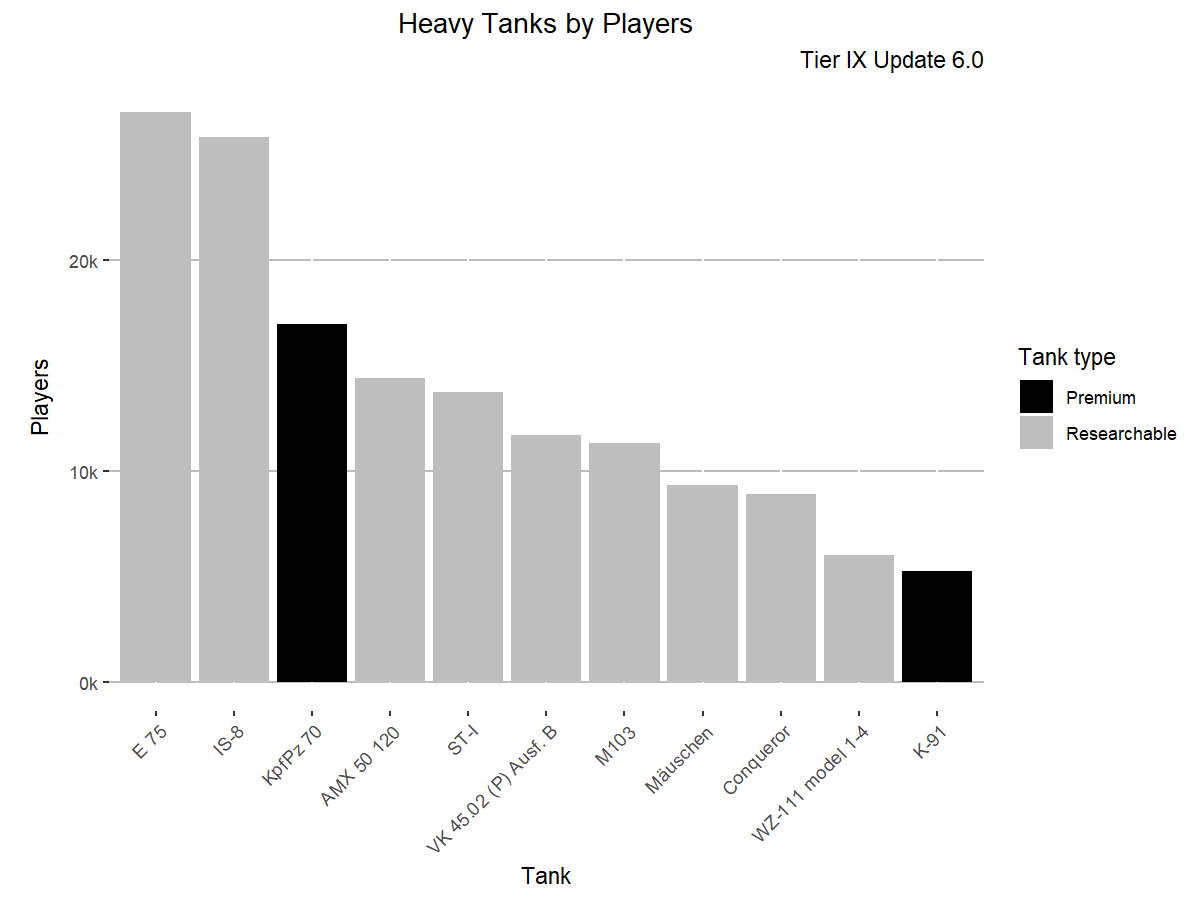 Heavy Tanks by Players
Tier IX Update 6.0
Players
20k
10k
0k
E 75
IS-8
KpfPz 70
AMX 50 120
ST-I
VK 45.02 (P) Ausf. B
M103
Mäuschen
Conqueror
WZ-111 model 1-4
K-91
Tank
Tank type
Premium
Researchable